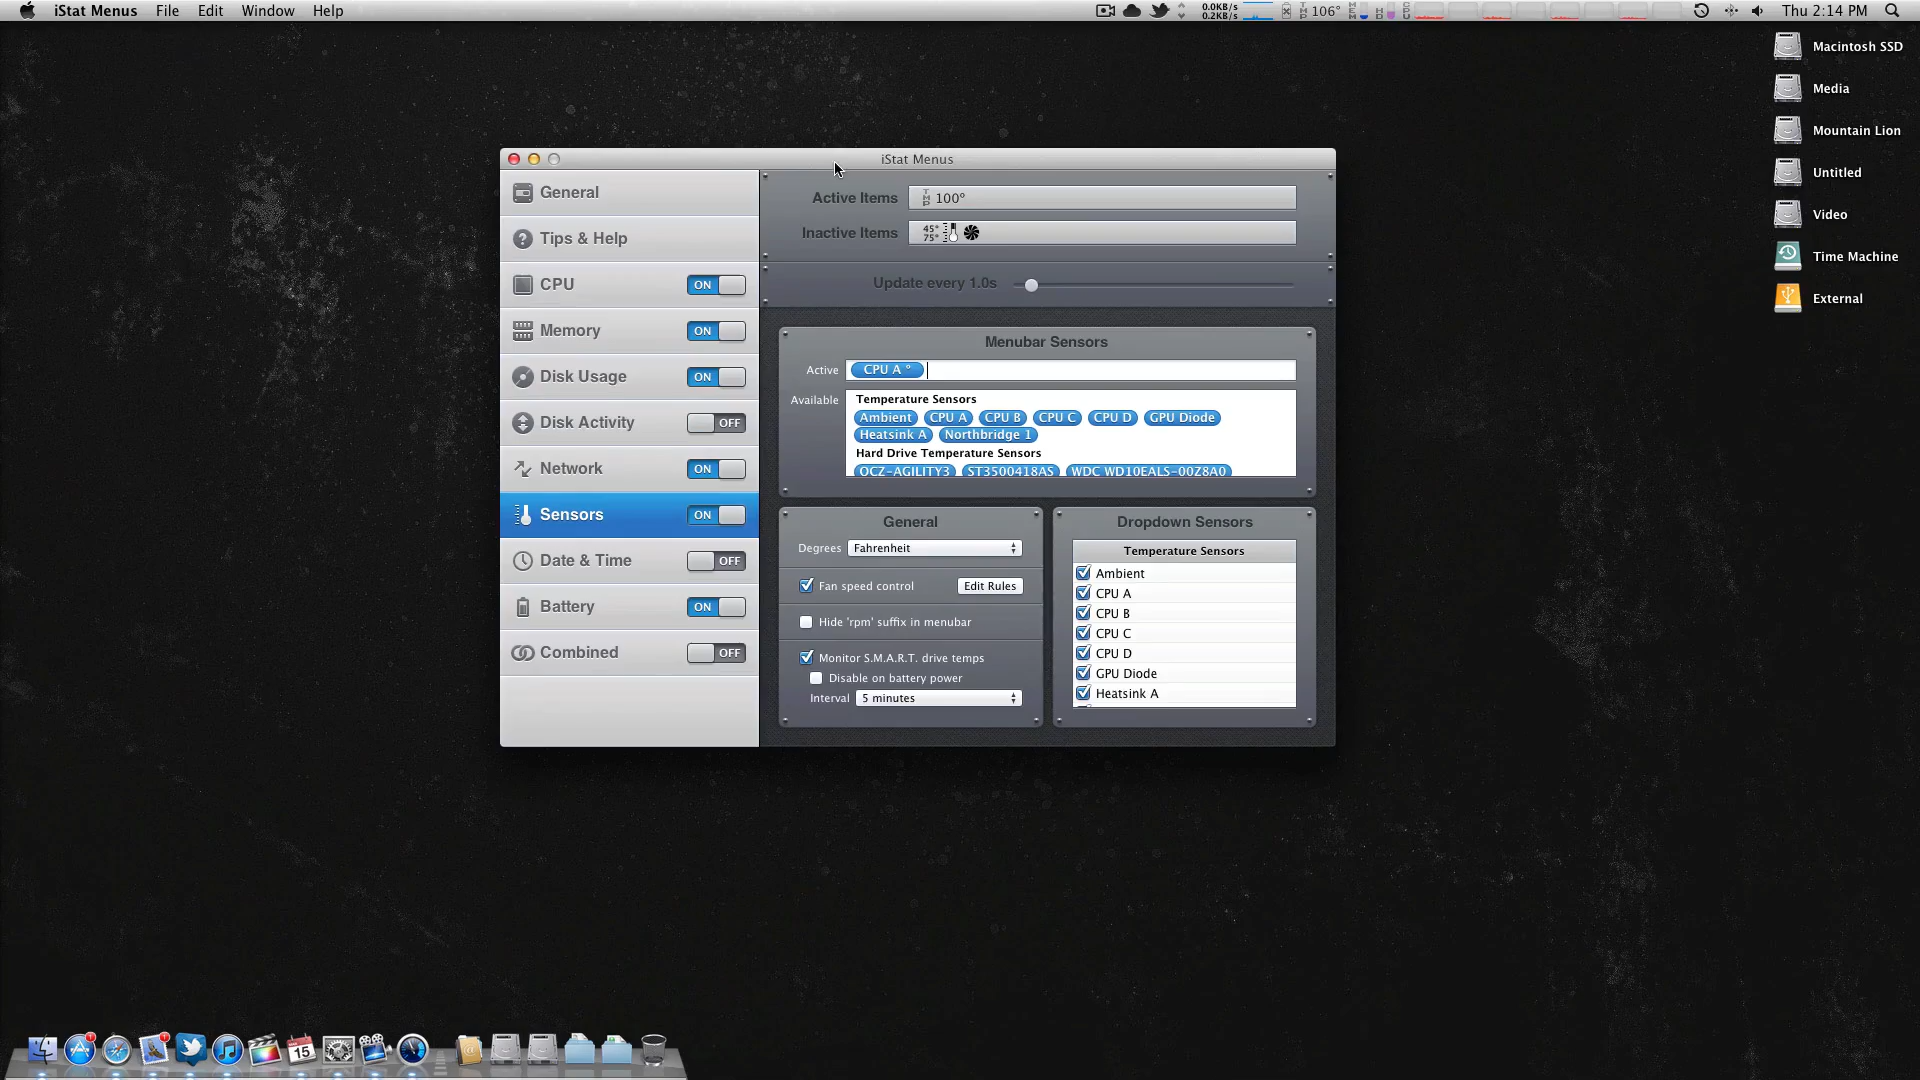 iStat Menus File Edit Window Help
0.0KB/s
0.2KB/s
TMP 106° MEM HD CPU
Thu 2:14 PM
Macintosh SSD
Media
Mountain Lion
Untitled
Video
Time Machine
External
iStat Menus
General
Tips & Help
CPU ON
Memory ON
Disk Usage ON
Disk Activity OFF
Network ON
Sensors ON
Date & Time OFF
Battery ON
Combined OFF
Active Items TMP 100°
Inactive Items 45° 75°
Update every 1.0s
Menubar Sensors
Active CPU A °
Available Temperature Sensors
Ambient CPU A CPU B CPU C CPU D GPU Diode
Heatsink A Northbridge 1
Hard Drive Temperature Sensors
OCZ-AGILITY3 ST3500418AS WDC WD10EALS-00Z8A0
General
Degrees Fahrenheit
Fan speed control Edit Rules
Hide 'rpm' suffix in menubar
Monitor S.M.A.R.T. drive temps
Disable on battery power
Interval 5 minutes
Dropdown Sensors
Temperature Sensors
Ambient
CPU A
CPU B
CPU C
CPU D
GPU Diode
Heatsink A
15